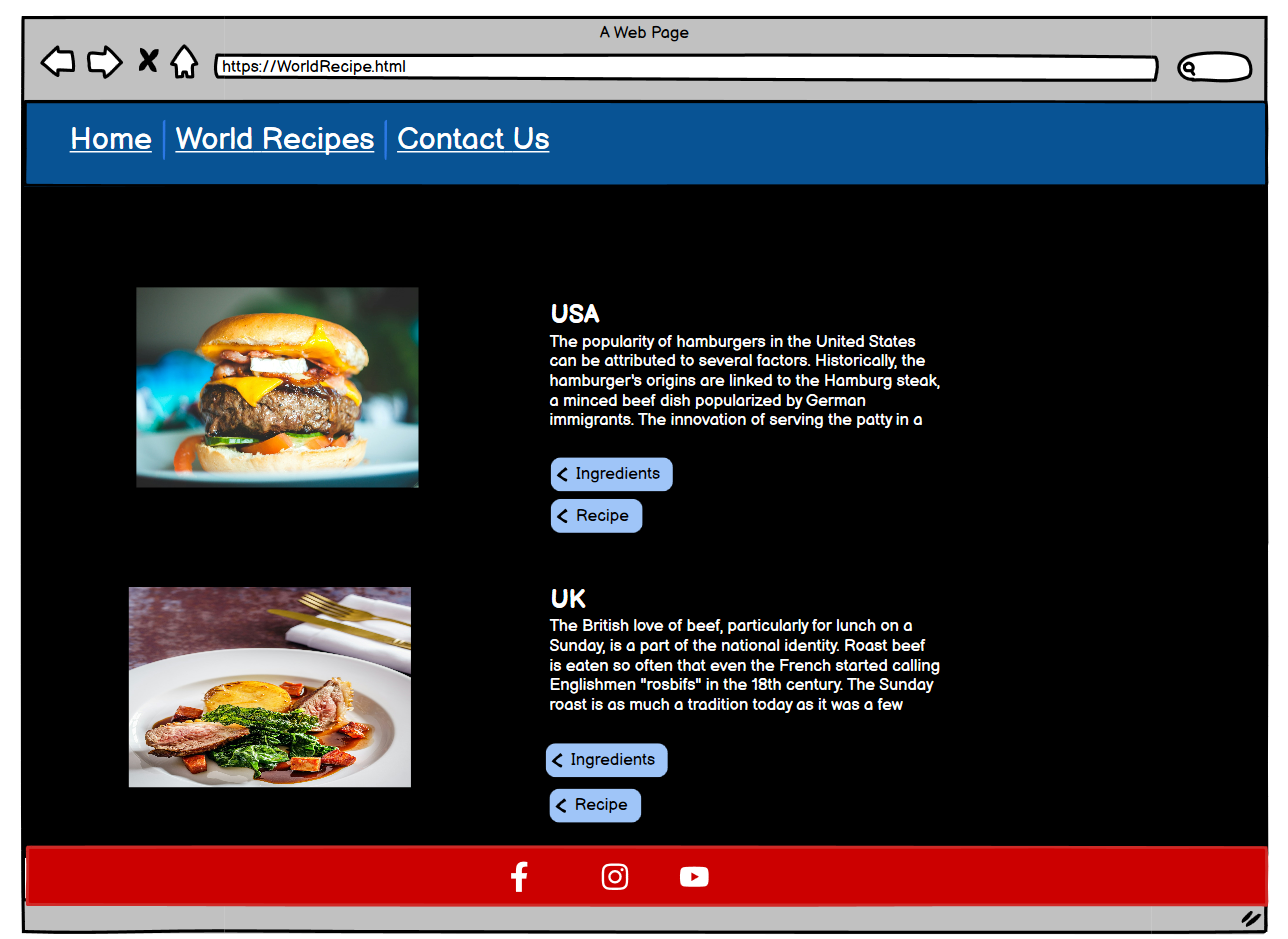 A Web Page
https://WorldRecipe.html
Home
World Recipes
Contact Us
USA
The popularity of hamburgers in the United States
can be attributed to several factors. Historically, the
hamburger's origins are linked to the Hamburg steak,
a minced beef dish popularized by German
immigrants. The innovation of serving the patty in a
Ingredients
Recipe
UK
The British love of beef, particularly for lunch on a
Sunday, is a part of the national identity. Roast beef
is eaten so often that even the French started calling
Englishmen "rosbifs" in the 18th century. The Sunday
roast is as much a tradition today as it was a few
Ingredients
Recipe